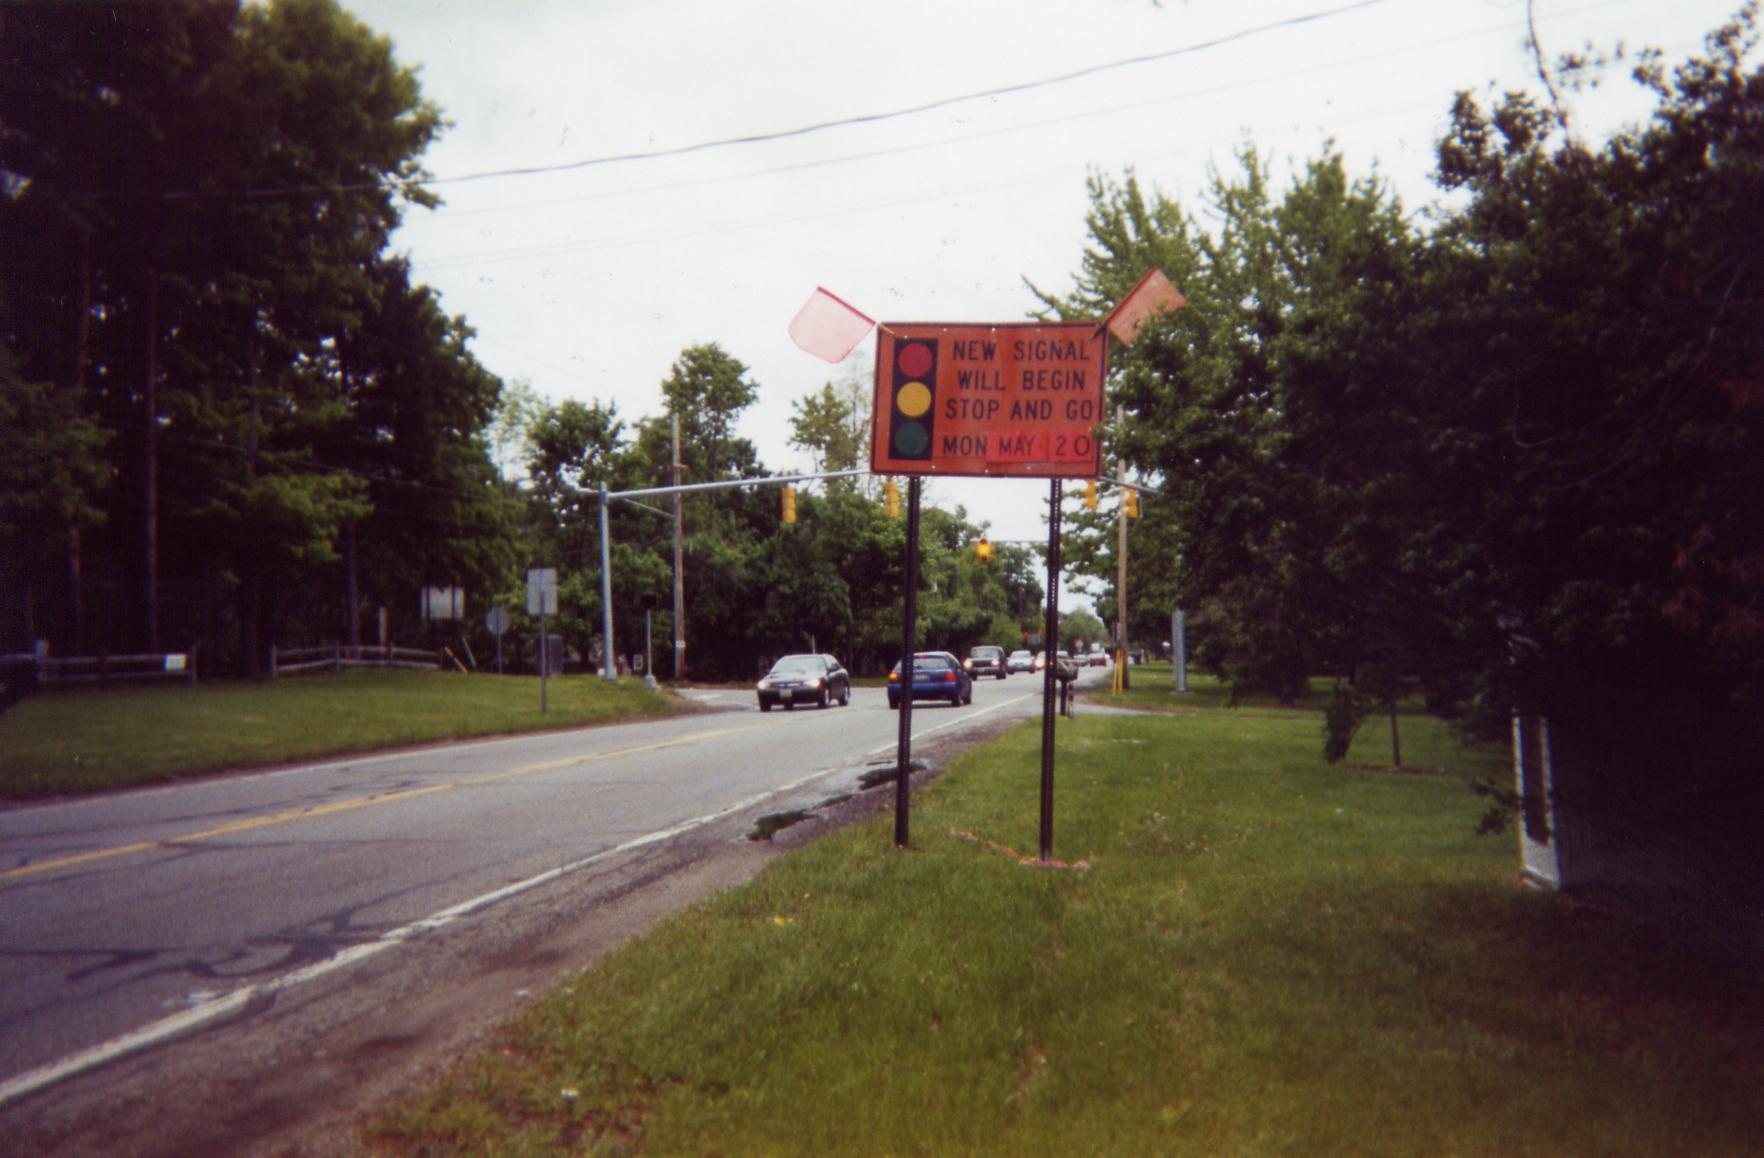 NEW SIGNAL
WILL BEGIN
STOP AND GO
MON MAY 20